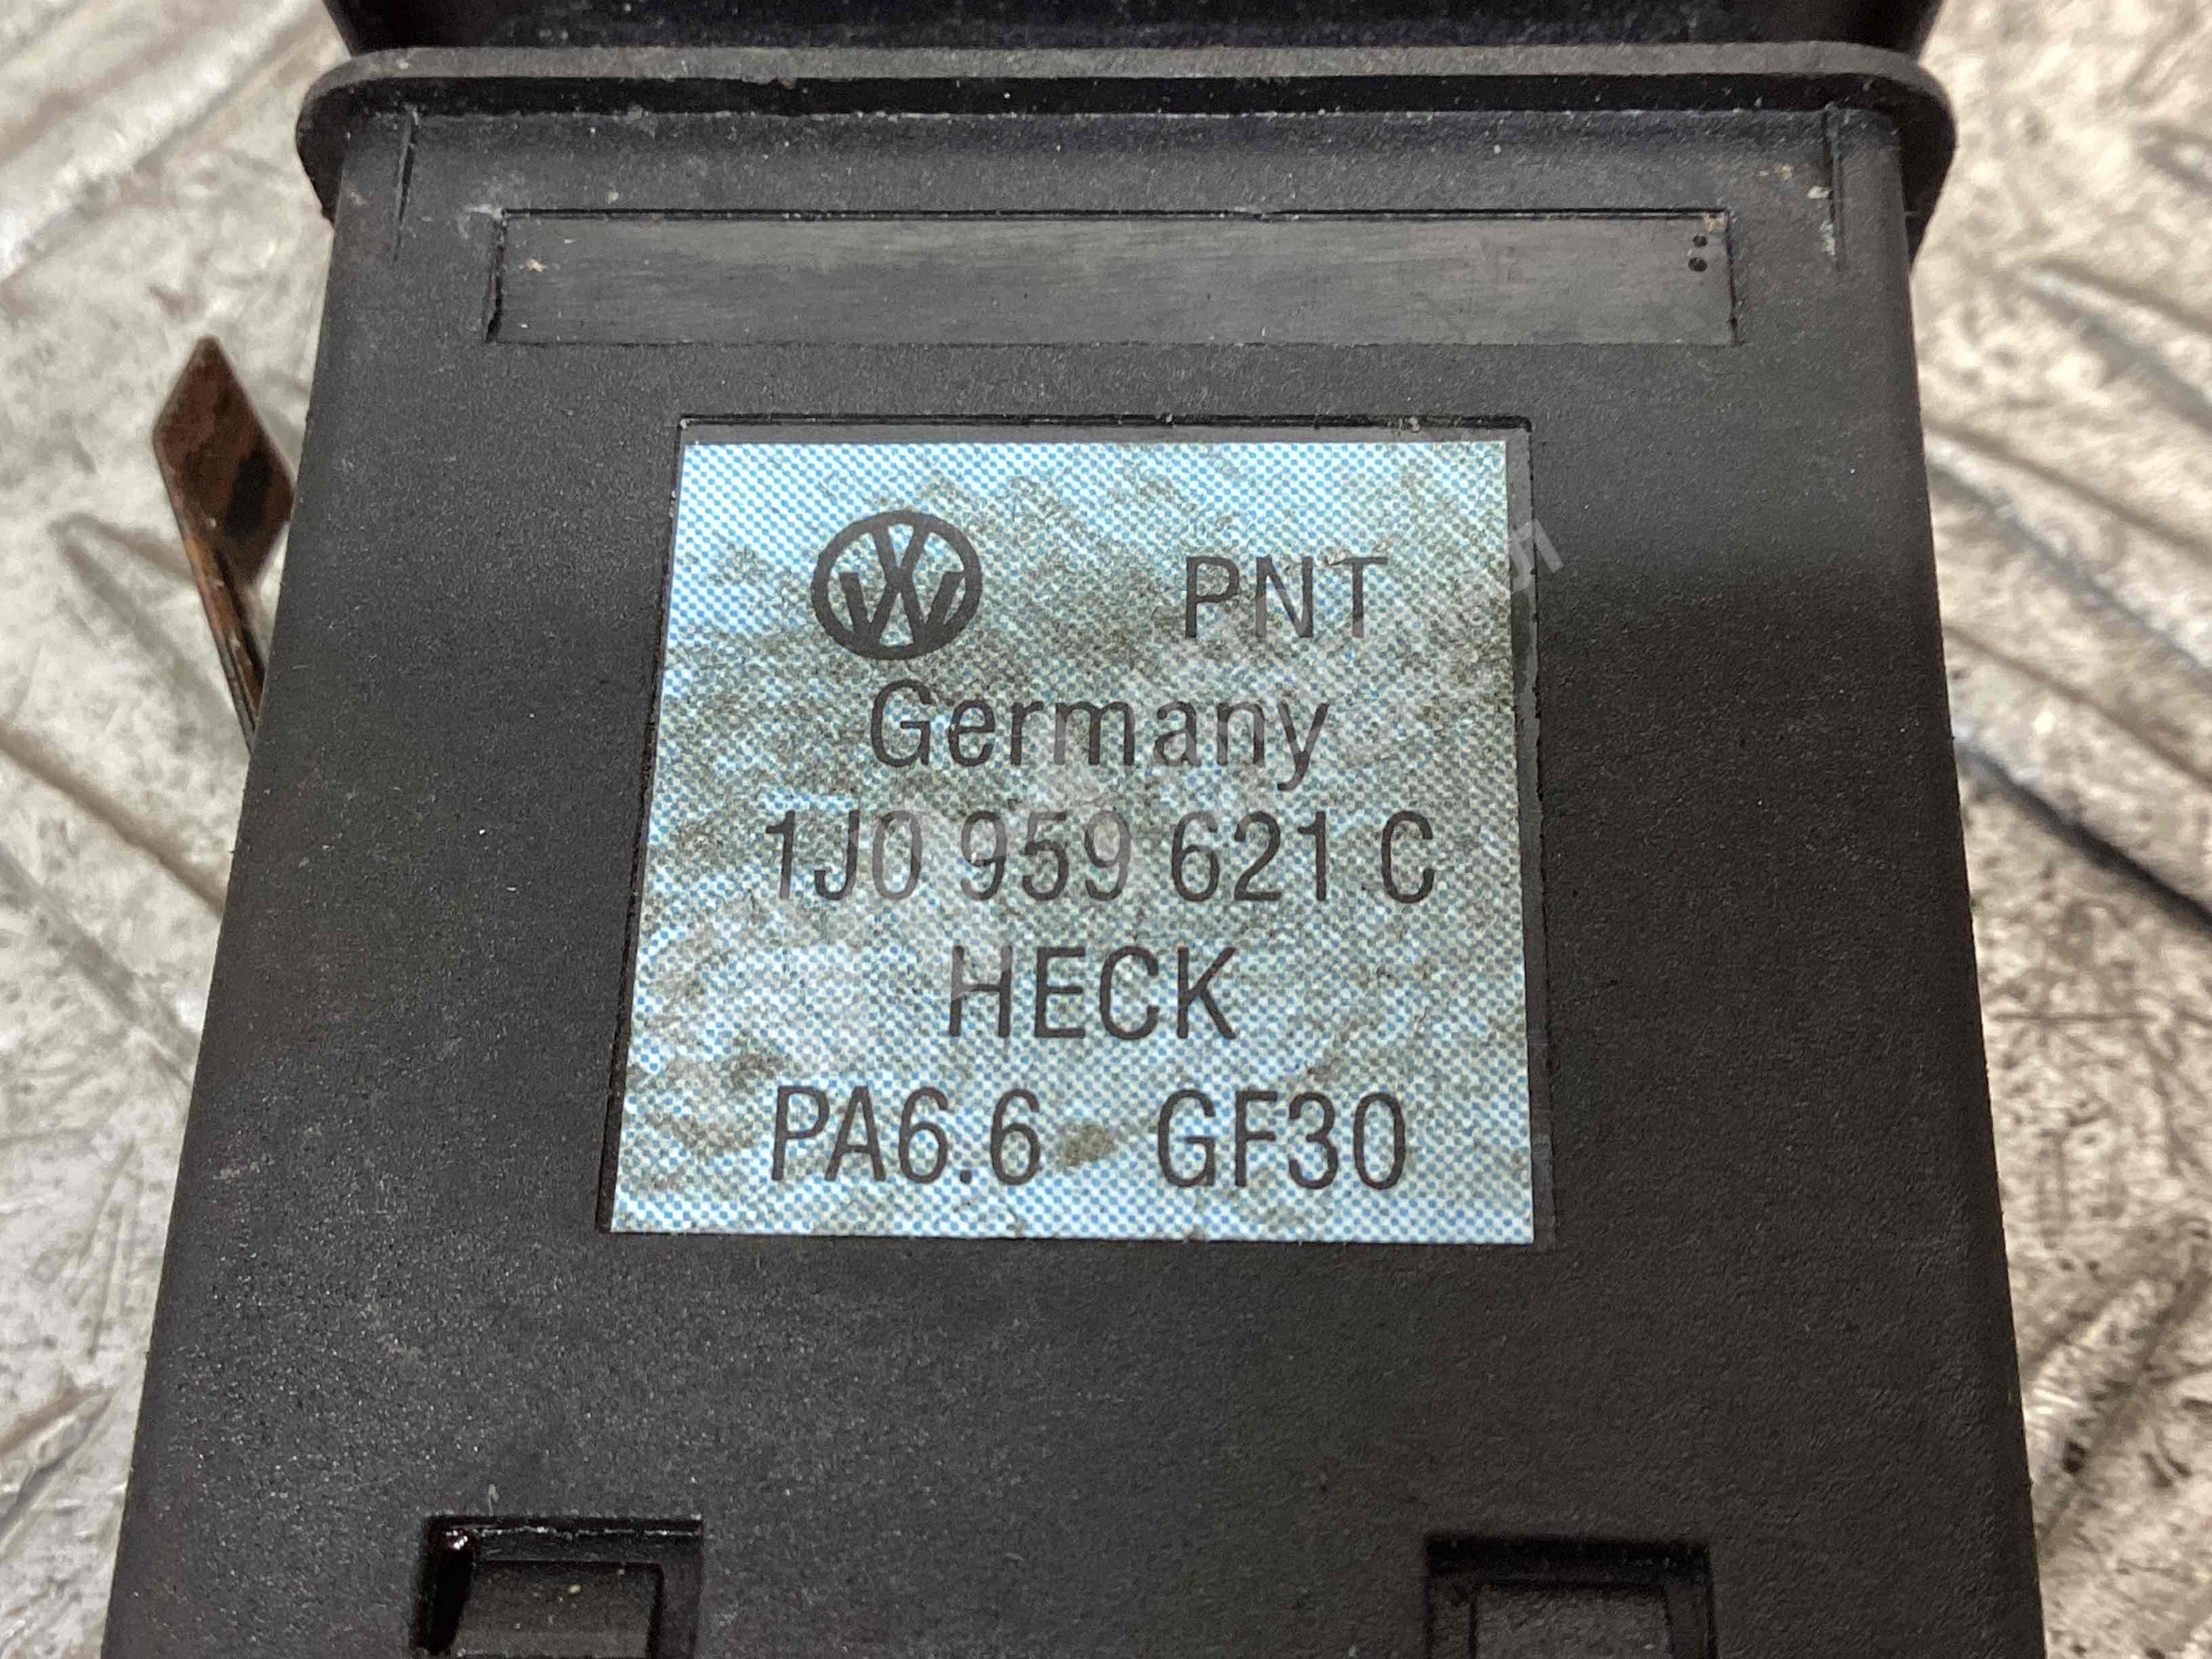 PNT
Germany
1J0 959 621 C
HECK
PA6.6 GF30